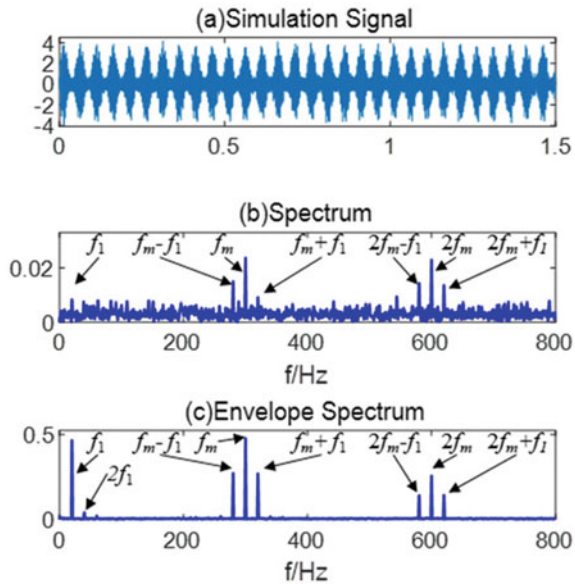 (a)Simulation Signal
4
2
0
-2
-4
0 0.5 1 1.5
(b)Spectrum
f1 fm-f1 fm fm+f1 2fm-f1 2fm 2fm+f1
0.02
0
0 200 400 600 800
f/Hz
(c)Envelope Spectrum
0.5
f1 fm-f1 fm fm+f1 2fm-f1 2fm 2fm+f1
2f1
0
0 200 400 600 800
f/Hz